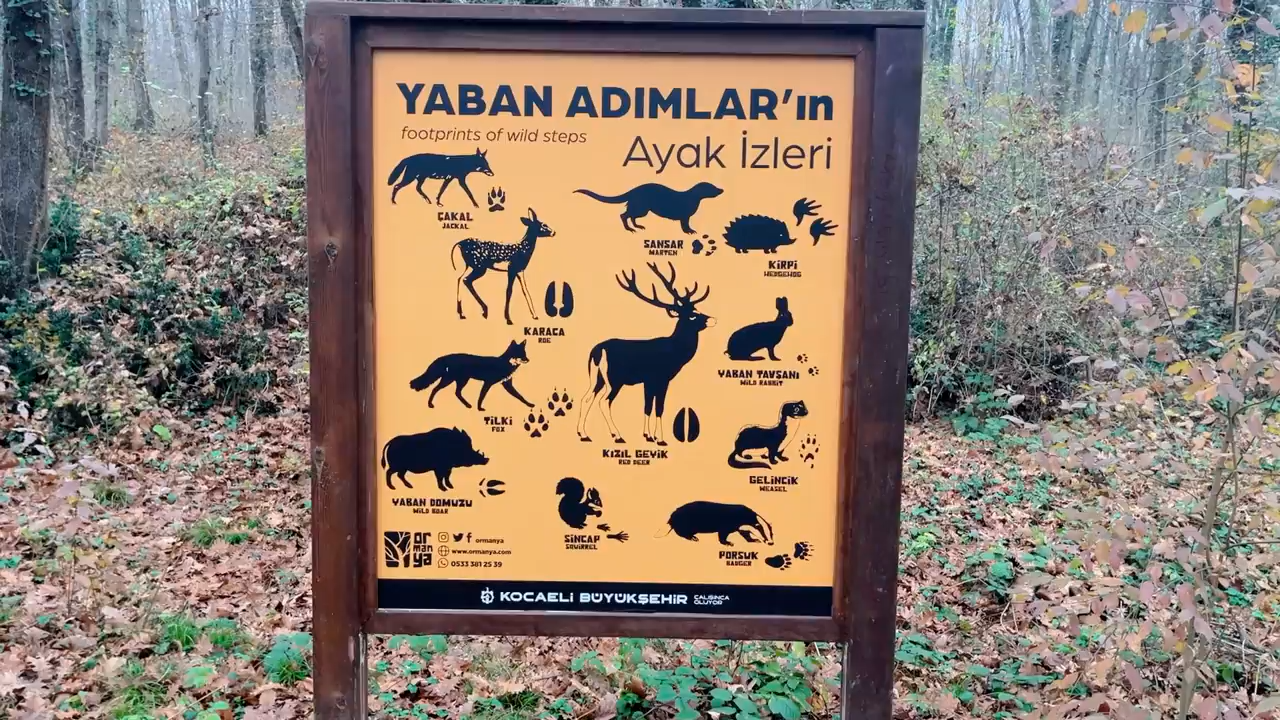 YABAN ADIMLAR'ın
footprints of wild steps
Ayak İzleri
ÇAKAL
JACKAL
SANSAR
MARTEN
KİRPİ
HEDGEHOG
KARACA
ROE
YABAN TAVŞANI
WILD RABBIT
TİLKİ
FOX
KIZIL GEYİK
RED DEER
GELİNCİK
WEASEL
YABAN DOMUZU
WILD BOAR
SİNCAP
SQUIRREL
PORSUK
BADGER
or
man
ya
ormanya
www.ormanya.com
0533 381 25 39
KOCAELİ BÜYÜKŞEHİR
ÇALIŞINCA
OLUYOR